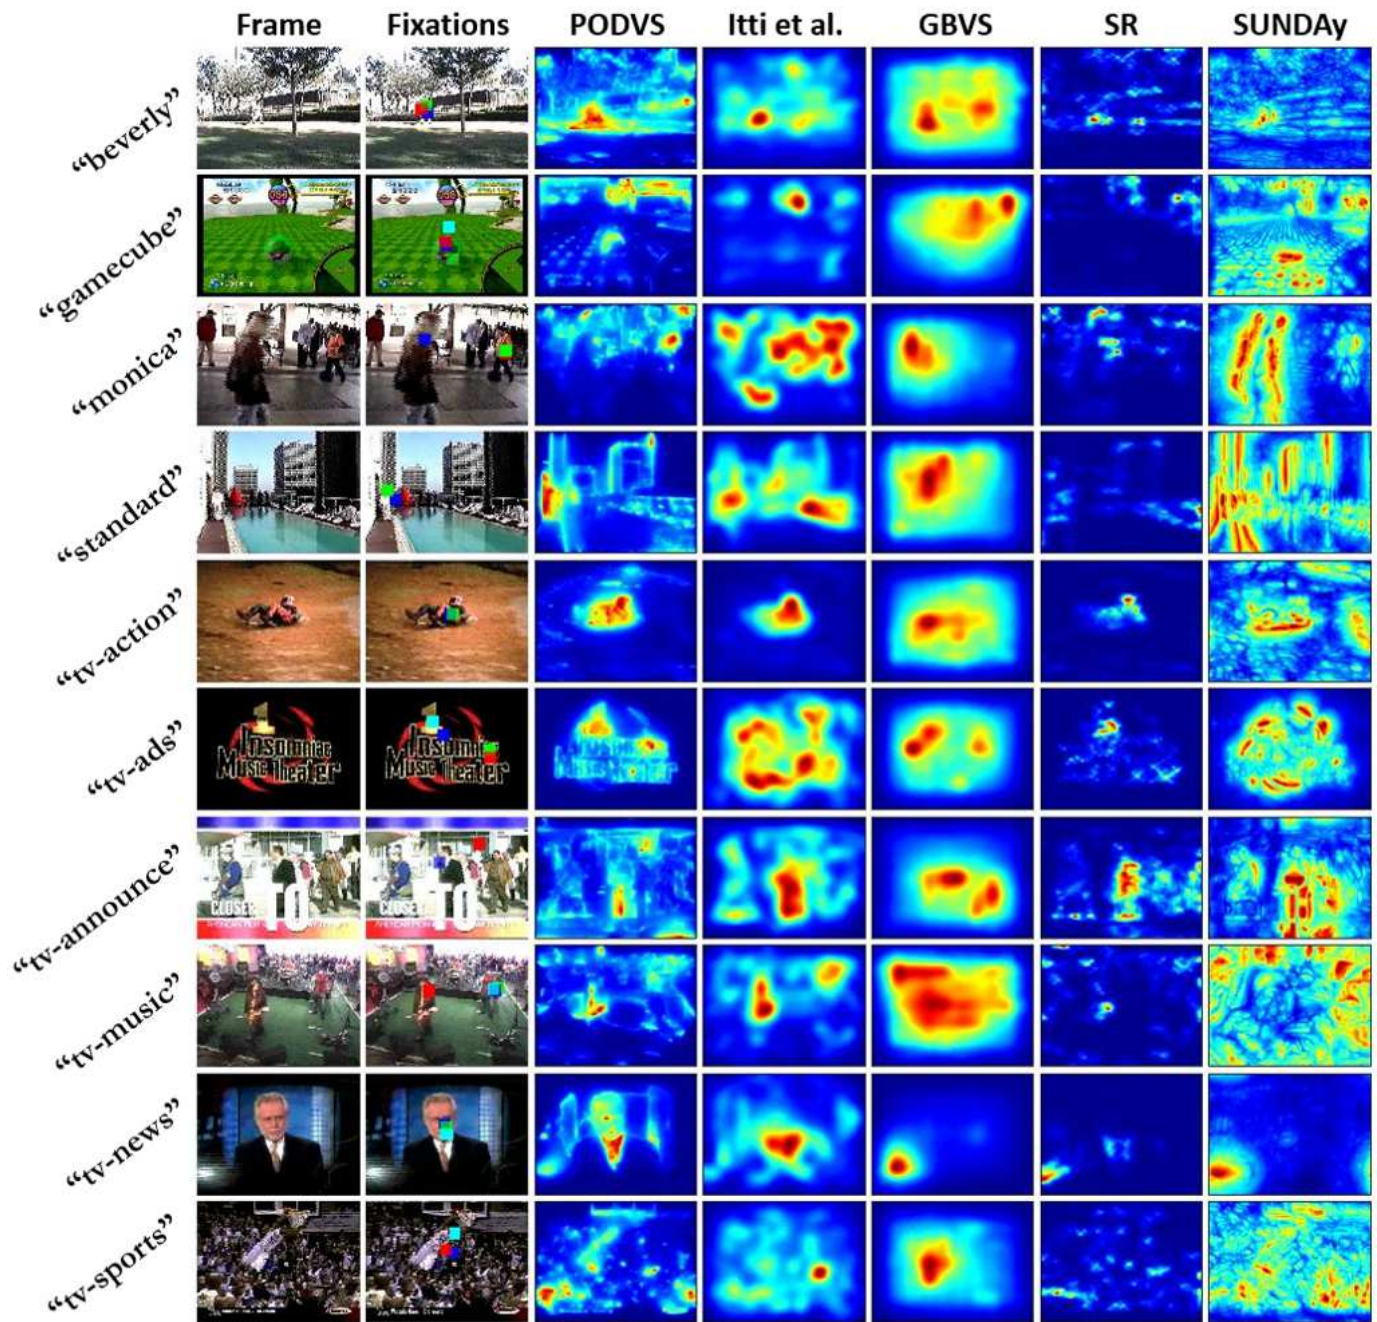 Frame Fixations PODVS Itti et al. GBVS SR SUNDAy
“beverly”
“gamecube”
“monica”
“standard”
“tv-action”
“tv-ads”
1
Insomniac
Music Theater
Insomniac
Music Theater
“tv-announce”
TO
CLOSER
TO
CLOSER
“tv-music”
“tv-news”
“tv-sports”